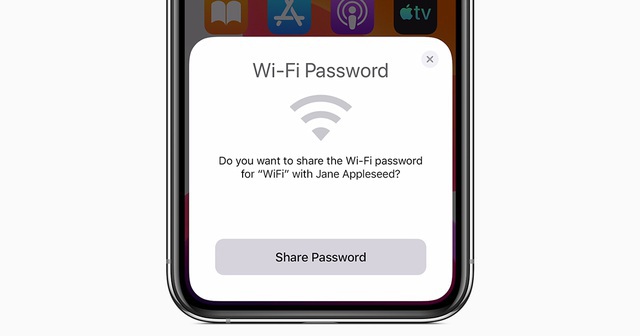 tv
Wi-Fi Password
Do you want to share the Wi-Fi password
for “WiFi” with Jane Appleseed?
Share Password